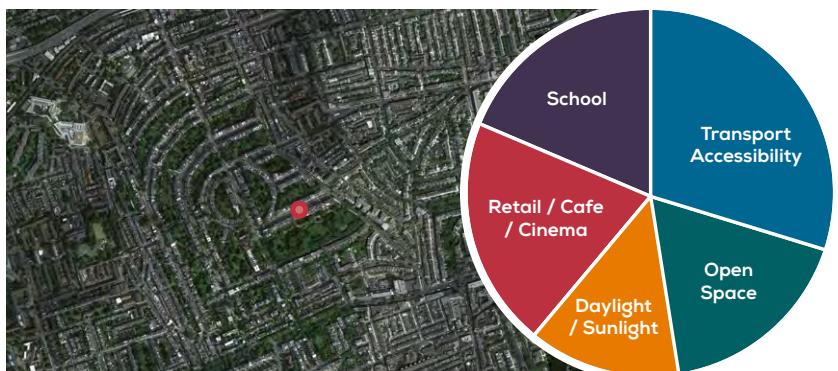 School
Transport
Accessibility
Retail / Cafe
/ Cinema
Open
Space
Daylight
/ Sunlight